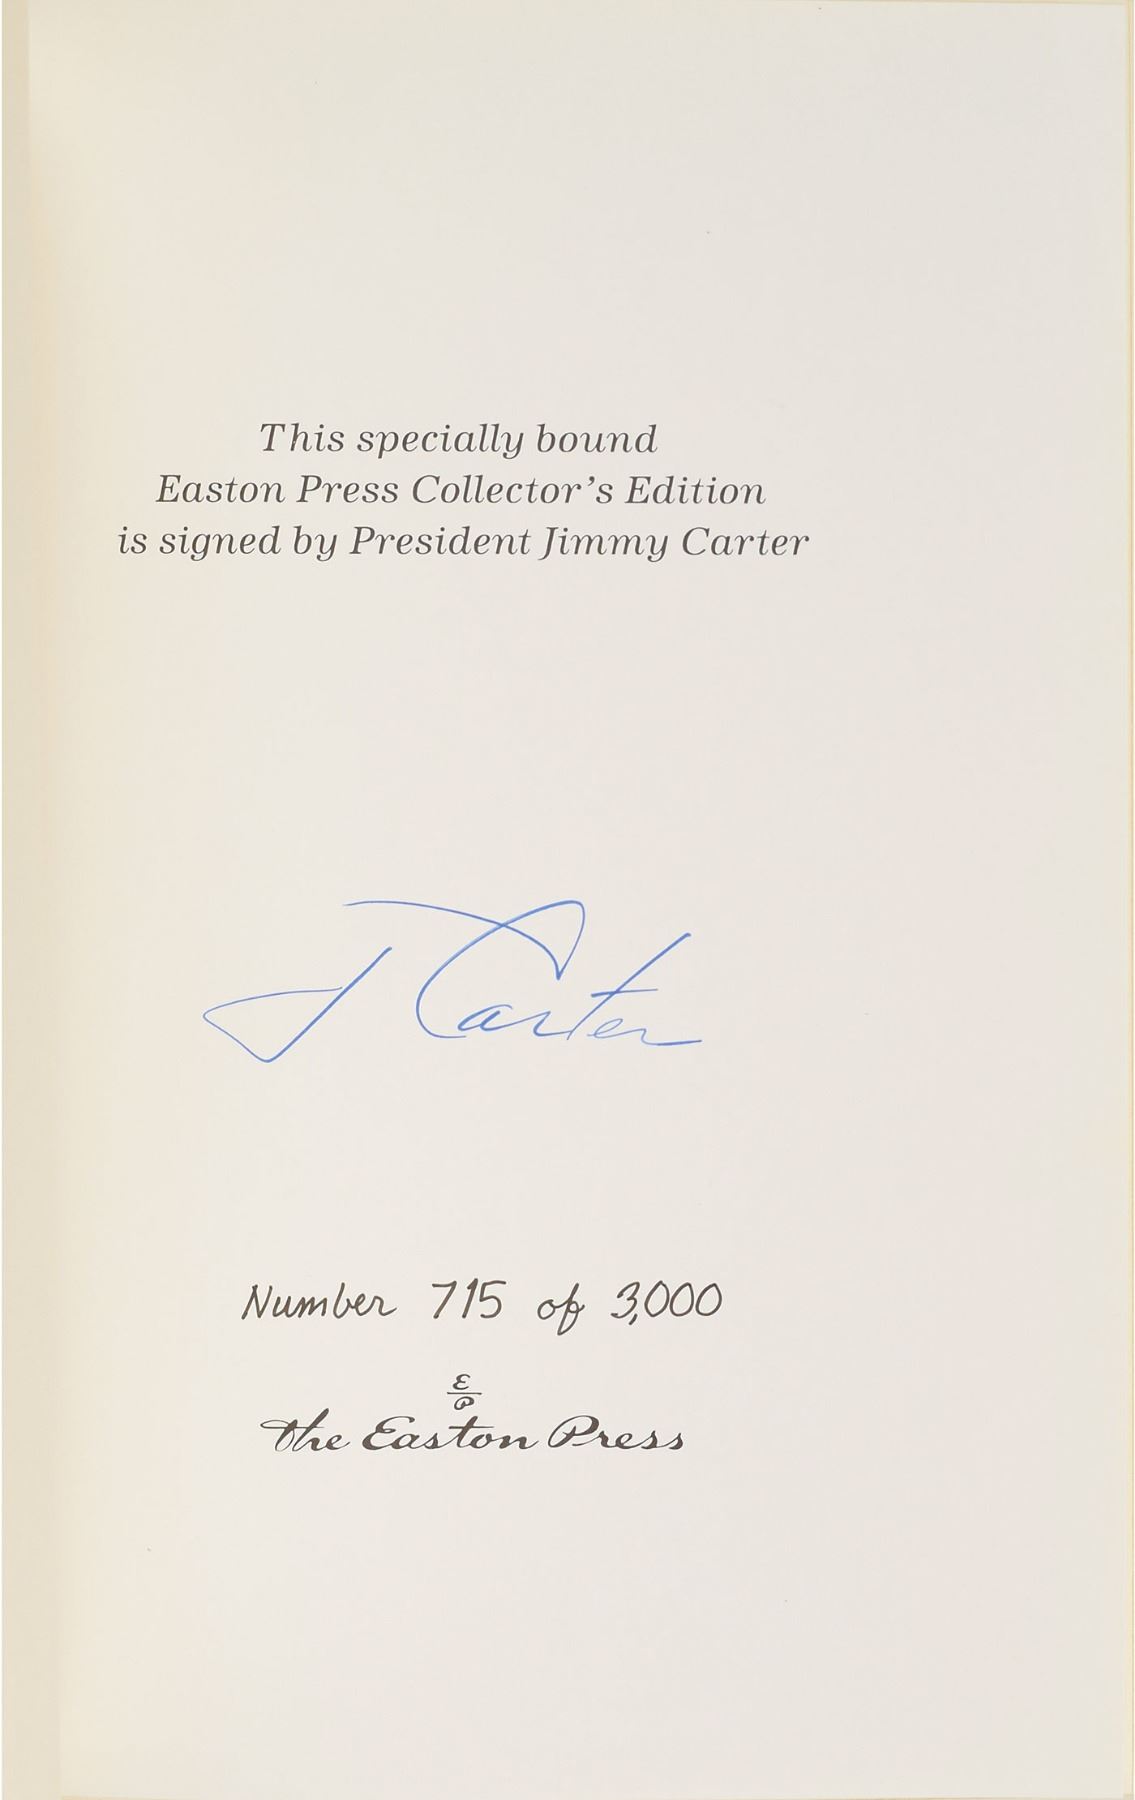 This specially bound
Easton Press Collector's Edition
is signed by President Jimmy Carter
J Carter
Number 715 of 3,000
E
P
The Easton Press